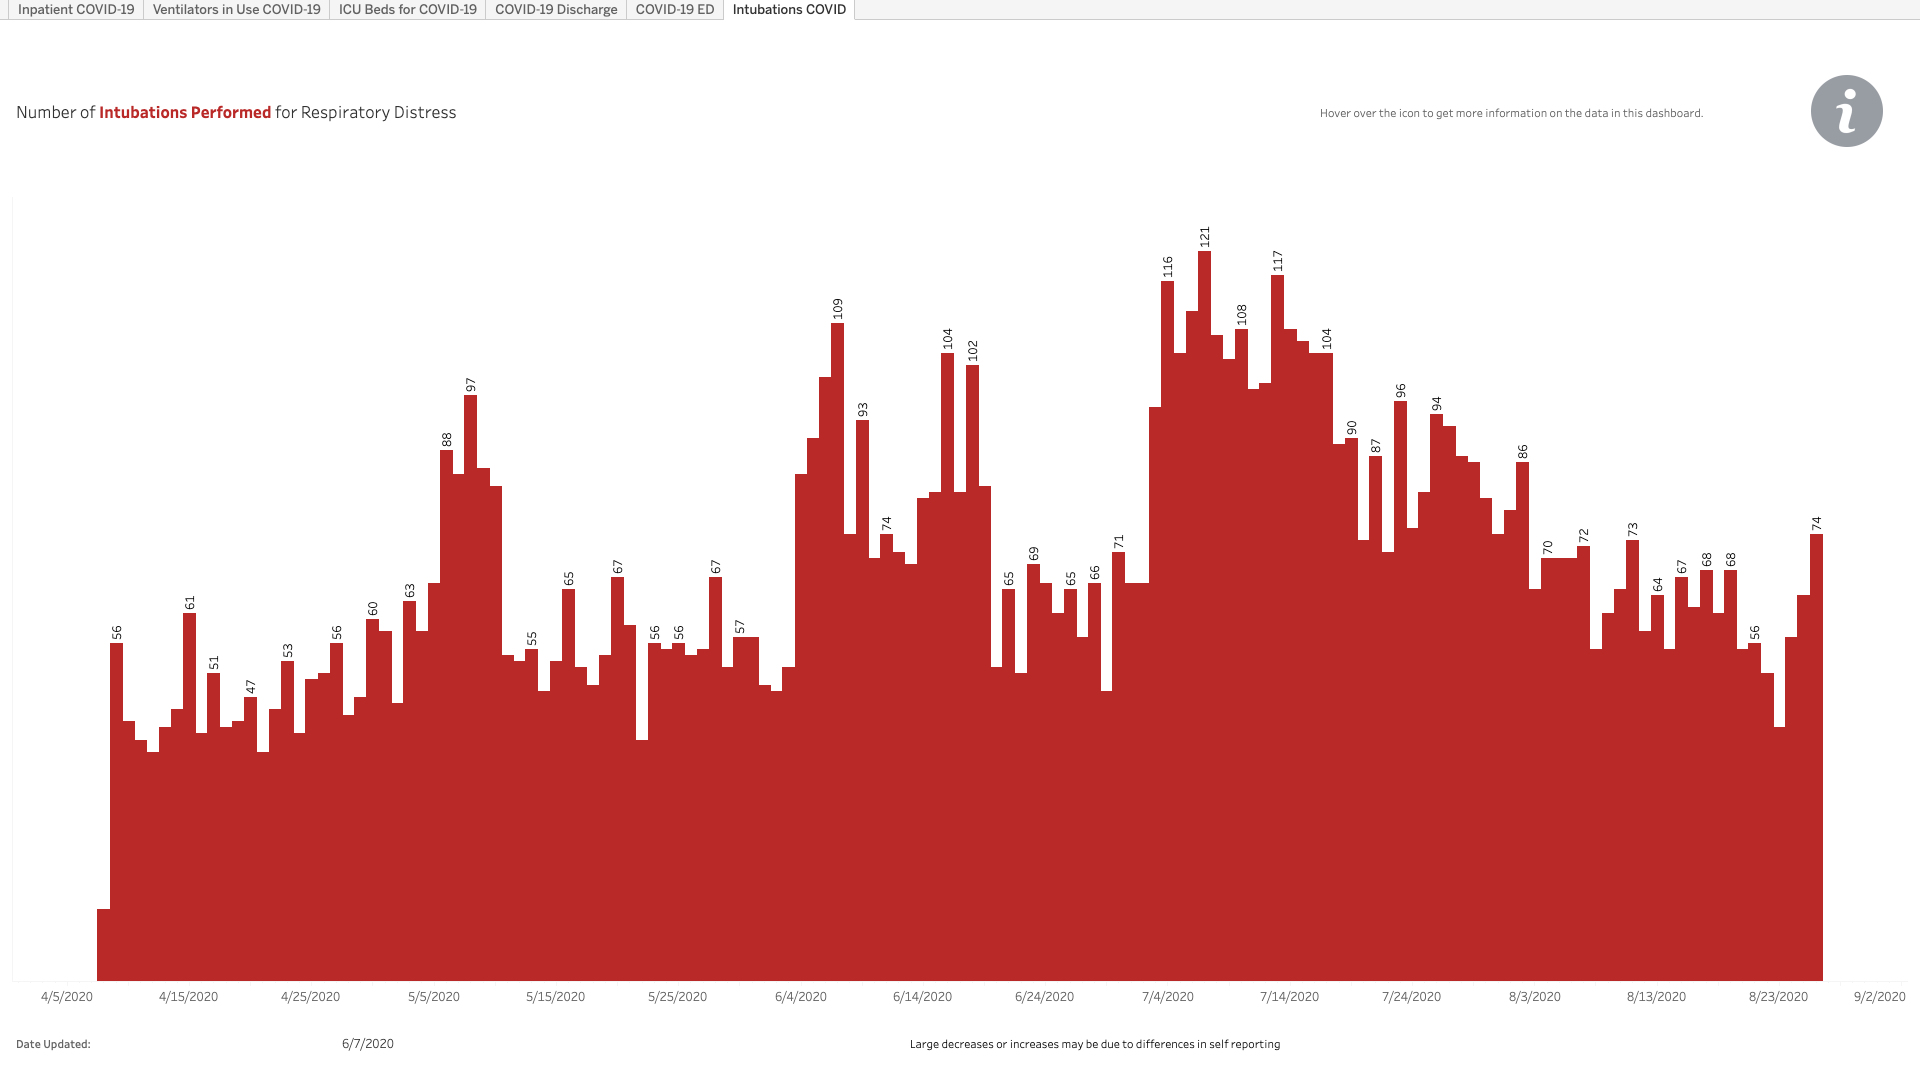 Inpatient COVID-19 Ventilators in Use COVID-19 ICU Beds for COVID-19 COVID-19 Discharge COVID-19 ED Intubations COVID
Number of Intubations Performed for Respiratory Distress
Hover over the icon to get more information on the data in this dashboard.
i
56 61 51 47 53 56 60 63 88 97 55 65 67 56 56 67 57 109 93 74 104 102 65 69 65 66 71 116 121 108 117 104 90 87 96 94 86 70 72 73 64 67 68 68 56 74
4/5/2020 4/15/2020 4/25/2020 5/5/2020 5/15/2020 5/25/2020 6/4/2020 6/14/2020 6/24/2020 7/4/2020 7/14/2020 7/24/2020 8/3/2020 8/13/2020 8/23/2020 9/2/2020
Date Updated: 6/7/2020
Large decreases or increases may be due to differences in self reporting